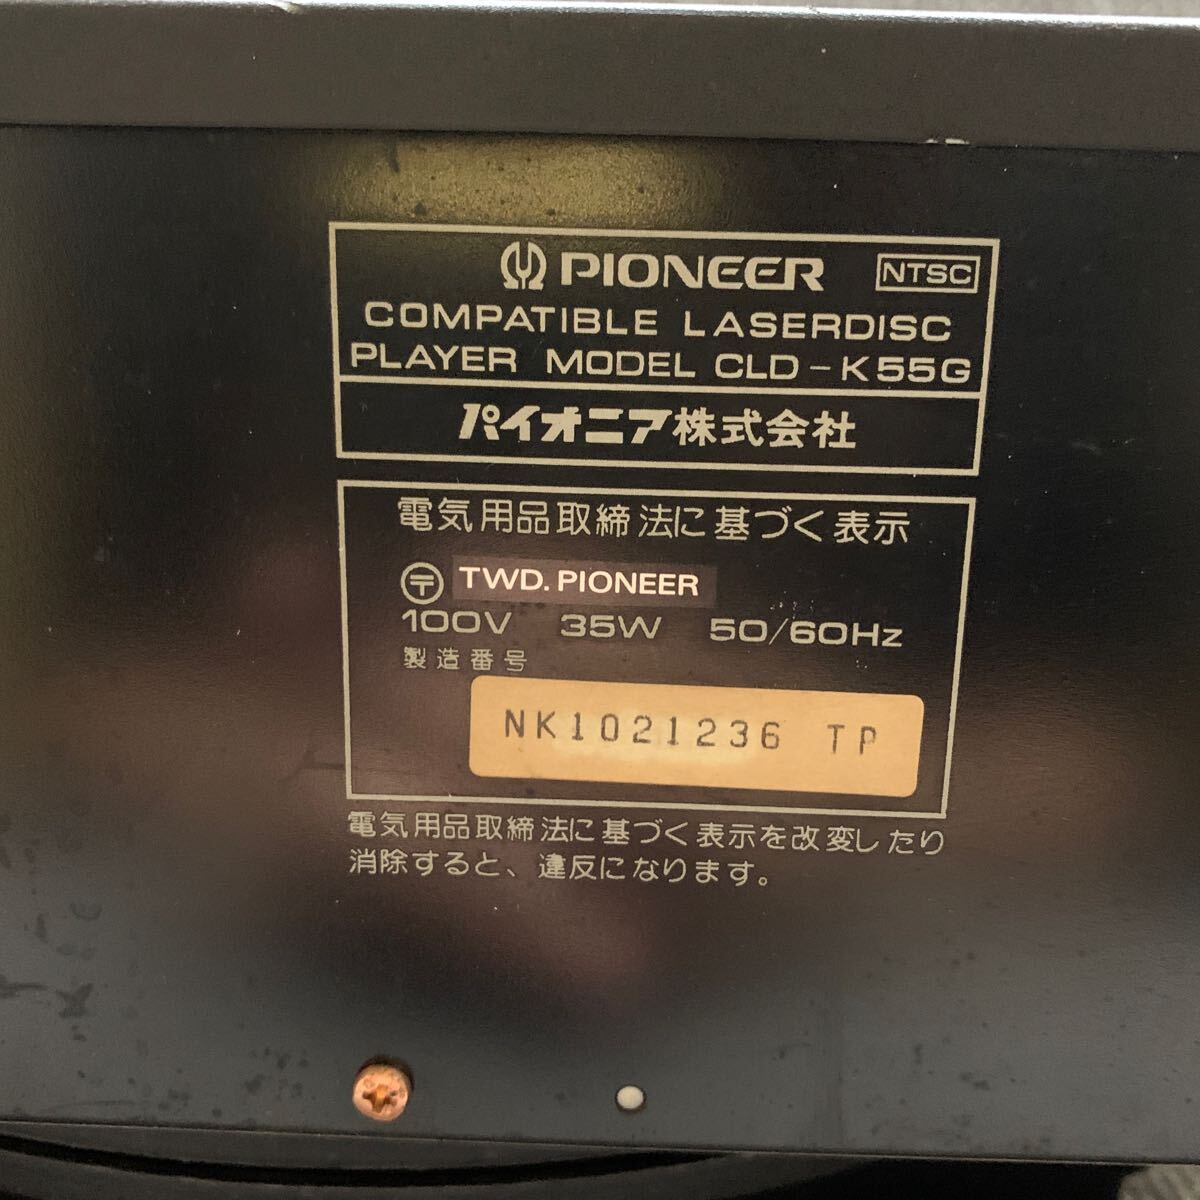 PIONEER NTSC
COMPATIBLE LASERDISC
PLAYER MODEL CLD-K55G
パイオニア株式会社
電気用品取締法に基づく表示
〶 TWD. PIONEER
100V 35W 50/60Hz
製造番号
NK1021236 TP
電気用品取締法に基づく表示を改変したり
消除すると、違反になります。